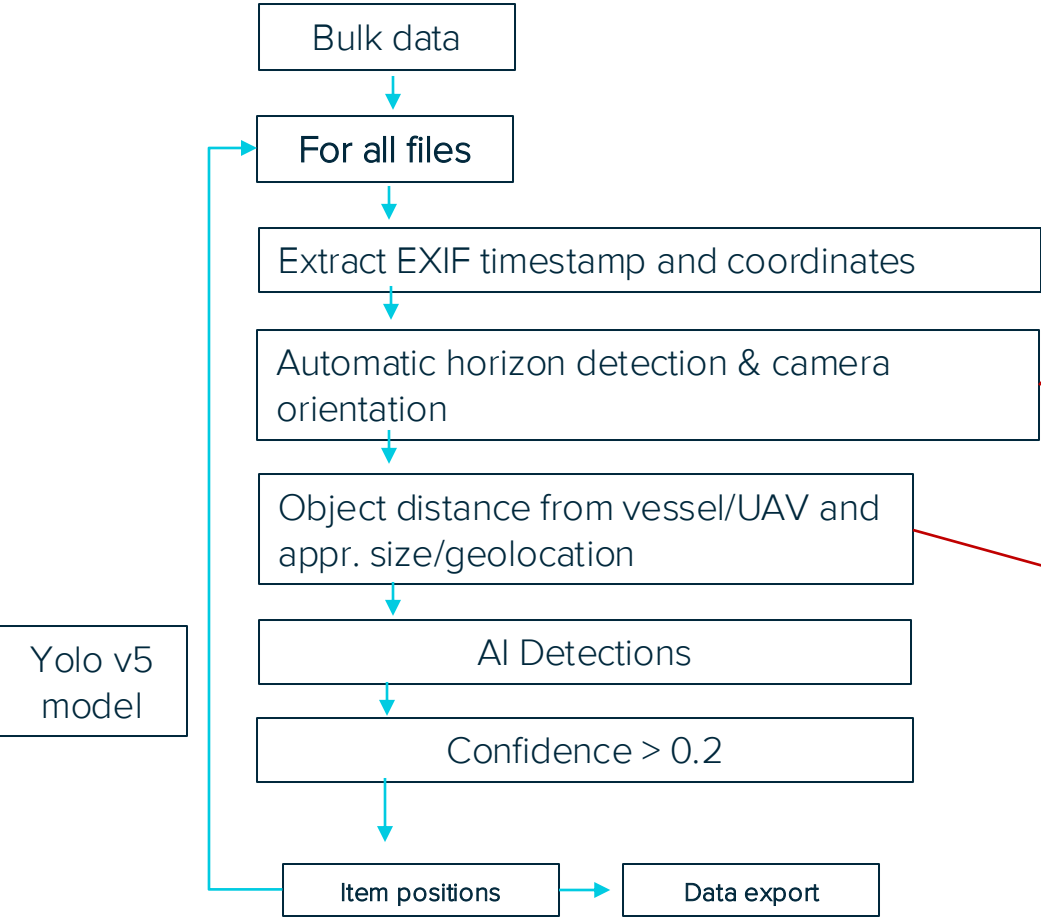 Bulk data
For all files
Extract EXIF timestamp and coordinates
Automatic horizon detection & camera
orientation
Object distance from vessel/UAV and
appr. size/geolocation
AI Detections
Yolo v5
model
Confidence > 0.2
Item positions
Data export